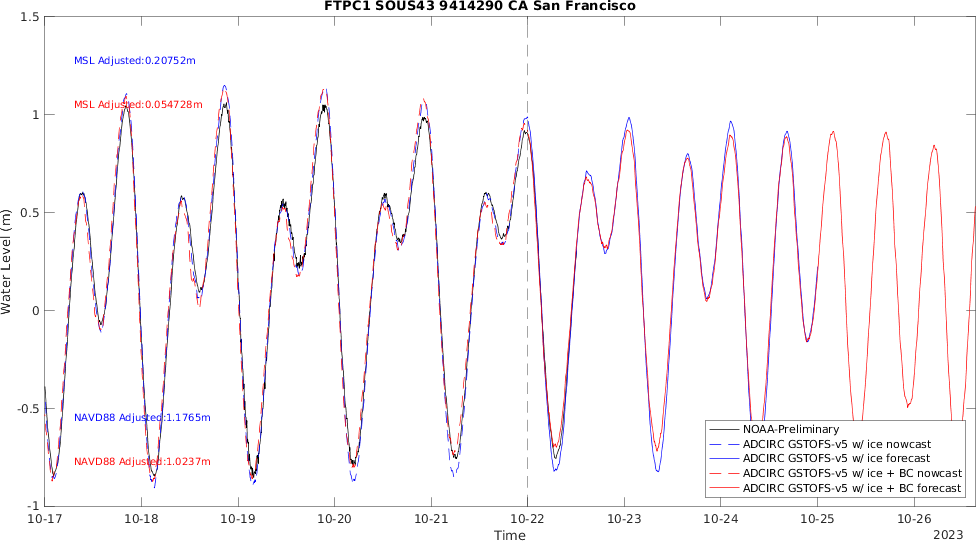 FTPC1 SOUS43 9414290 CA San Francisco
1.5
1
0.5
0
-0.5
-1
Water Level (m)
MSL Adjusted:0.20752m
MSL Adjusted:0.054728m
NAVD88 Adjusted:1.1765m
NAVD88 Adjusted:1.0237m
NOAA-Preliminary
ADCIRC GSTOFS-v5 w/ ice nowcast
ADCIRC GSTOFS-v5 w/ ice forecast
ADCIRC GSTOFS-v5 w/ ice + BC nowcast
ADCIRC GSTOFS-v5 w/ ice + BC forecast
10-17 10-18 10-19 10-20 10-21 10-22 10-23 10-24 10-25 10-26
Time
2023